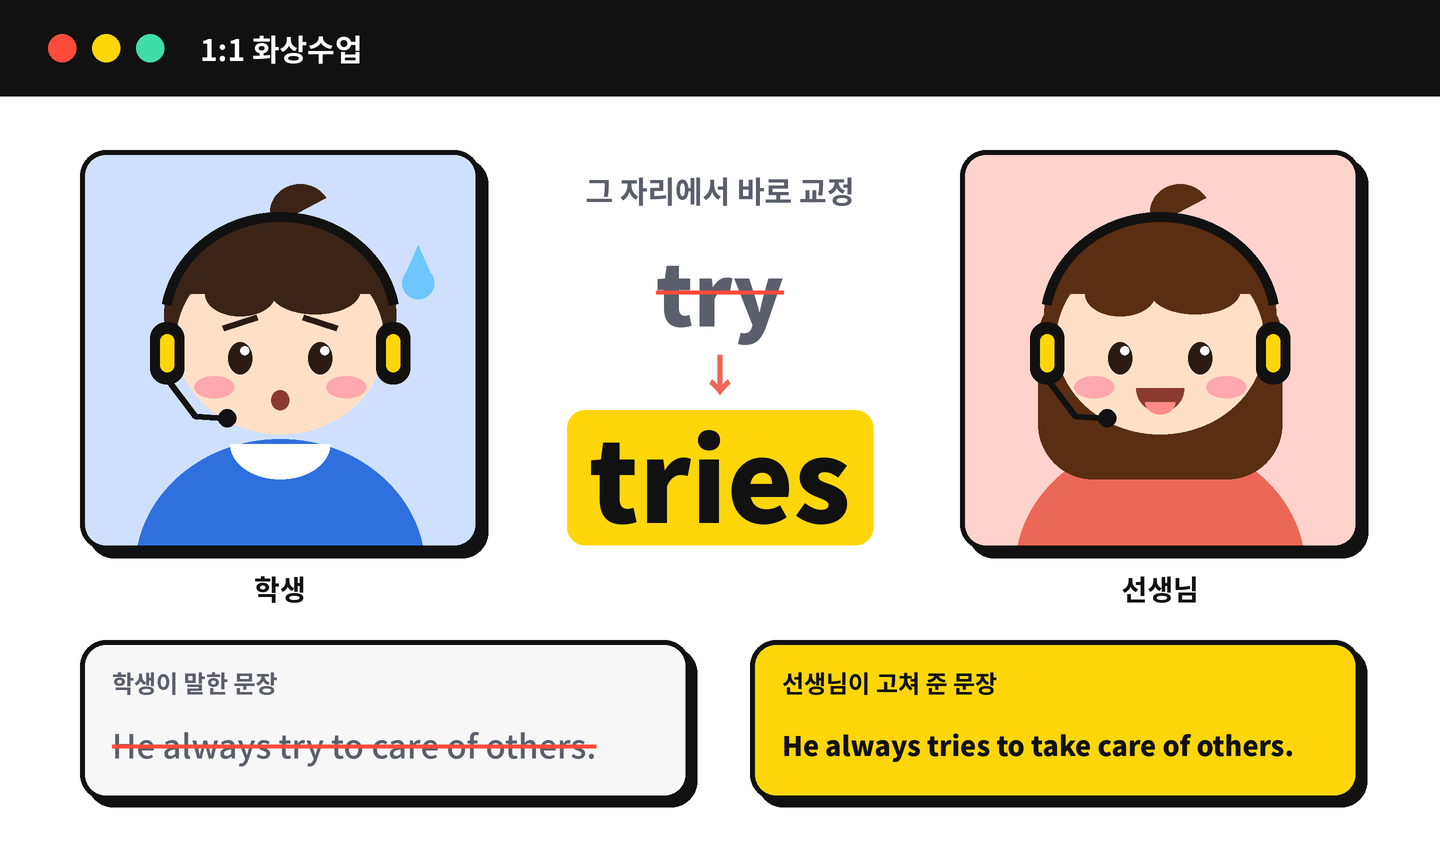 1:1 화상수업
그 자리에서 바로 교정
try
↓
tries
학생
선생님
학생이 말한 문장
He always try to care of others.
선생님이 고쳐 준 문장
He always tries to take care of others.